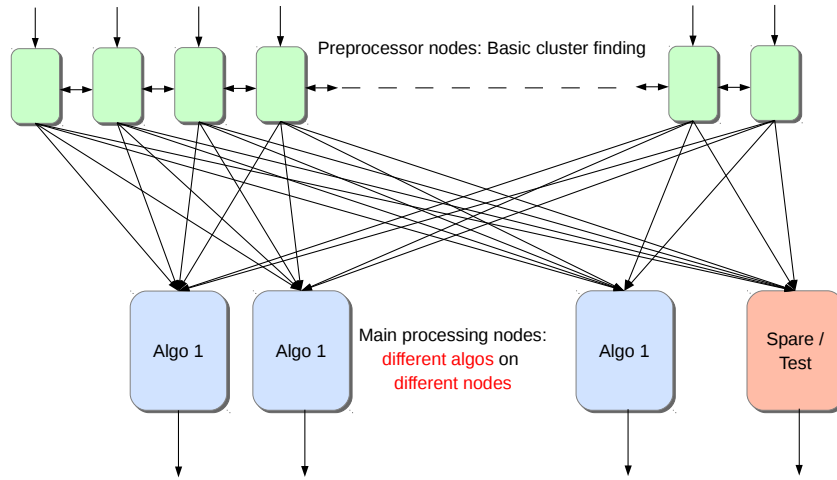 Preprocessor nodes: Basic cluster finding
Algo 1
Algo 1
Main processing nodes:
different algos on
different nodes
Algo 1
Spare /
Test